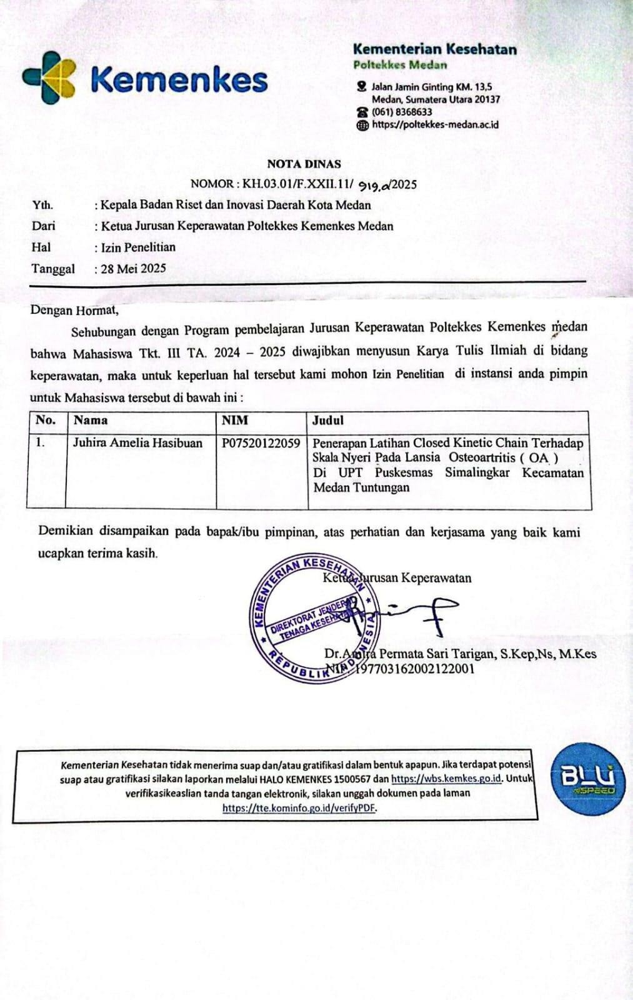 Kemenkes
Kementerian Kesehatan
Poltekkes Medan
Jalan Jamin Ginting KM. 13,5
Medan, Sumatera Utara 20137
(061) 8368633
https://poltekkes-medan.ac.id
NOTA DINAS
NOMOR : KH.03.01/F.XXII.11/ 919.a/2025
Yth. : Kepala Badan Riset dan Inovasi Daerah Kota Medan
Dari : Ketua Jurusan Keperawatan Poltekkes Kemenkes Medan
Hal : Izin Penelitian
Tanggal : 28 Mei 2025
Dengan Hormat,
Sehubungan dengan Program pembelajaran Jurusan Keperawatan Poltekkes Kemenkes medan
bahwa Mahasiswa Tkt. III TA. 2024 – 2025 diwajibkan menyusun Karya Tulis Ilmiah di bidang
keperawatan, maka untuk keperluan hal tersebut kami mohon Izin Penelitian di instansi anda pimpin
untuk Mahasiswa tersebut di bawah ini :
No. Nama NIM Judul
1. Juhira Amelia Hasibuan P07520122059 Penerapan Latihan Closed Kinetic Chain Terhadap
Skala Nyeri Pada Lansia Osteoartritis ( OA )
Di UPT Puskesmas Simalingkar Kecamatan
Medan Tuntungan
Demikian disampaikan pada bapak/ibu pimpinan, atas perhatian dan kerjasama yang baik kami
ucapkan terima kasih.
Ketua Jurusan Keperawatan
KEMENTERIAN KESEHATAN
DIREKTORAT JENDERAL
TENAGA KESEHATAN
REPUBLIK INDONESIA
Dr.Amira Permata Sari Tarigan, S.Kep,Ns, M.Kes
NIP. 197703162002122001
Kementerian Kesehatan tidak menerima suap dan/atau gratifikasi dalam bentuk apapun. Jika terdapat potensi
suap atau gratifikasi silakan laporkan melalui HALO KEMENKES 1500567 dan https://wbs.kemkes.go.id. Untuk
verifikasikeaslian tanda tangan elektronik, silakan unggah dokumen pada laman
https://tte.kominfo.go.id/verifyPDF.
BLU
SPEED